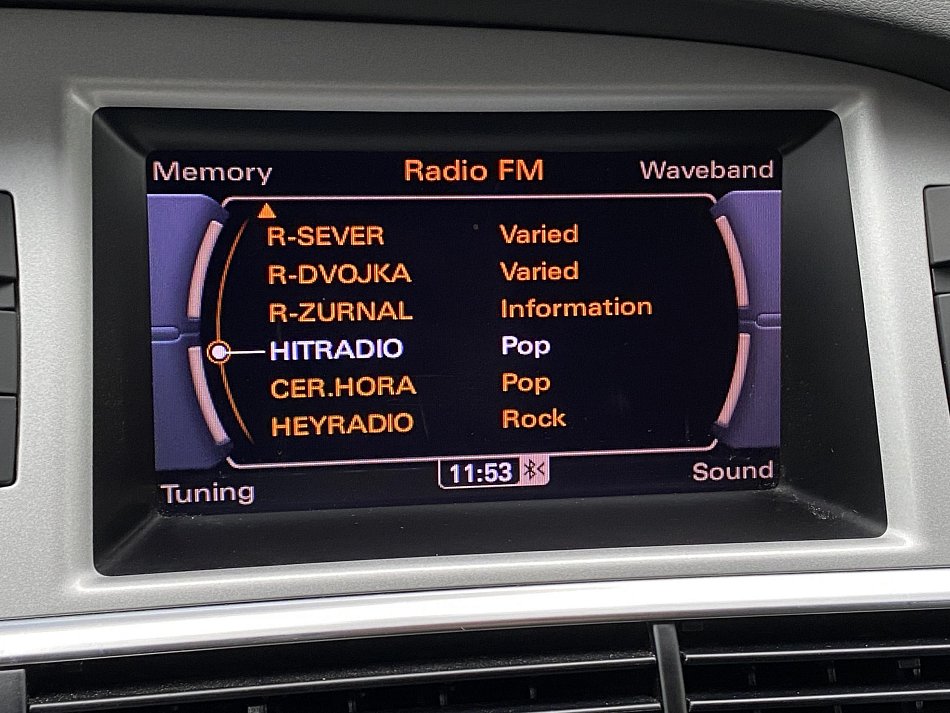 Memory Radio FM Waveband
R-SEVER Varied
R-DVOJKA Varied
R-ZURNAL Information
HITRADIO Pop
CER.HORA Pop
HEYRADIO Rock
11:53
Tuning Sound